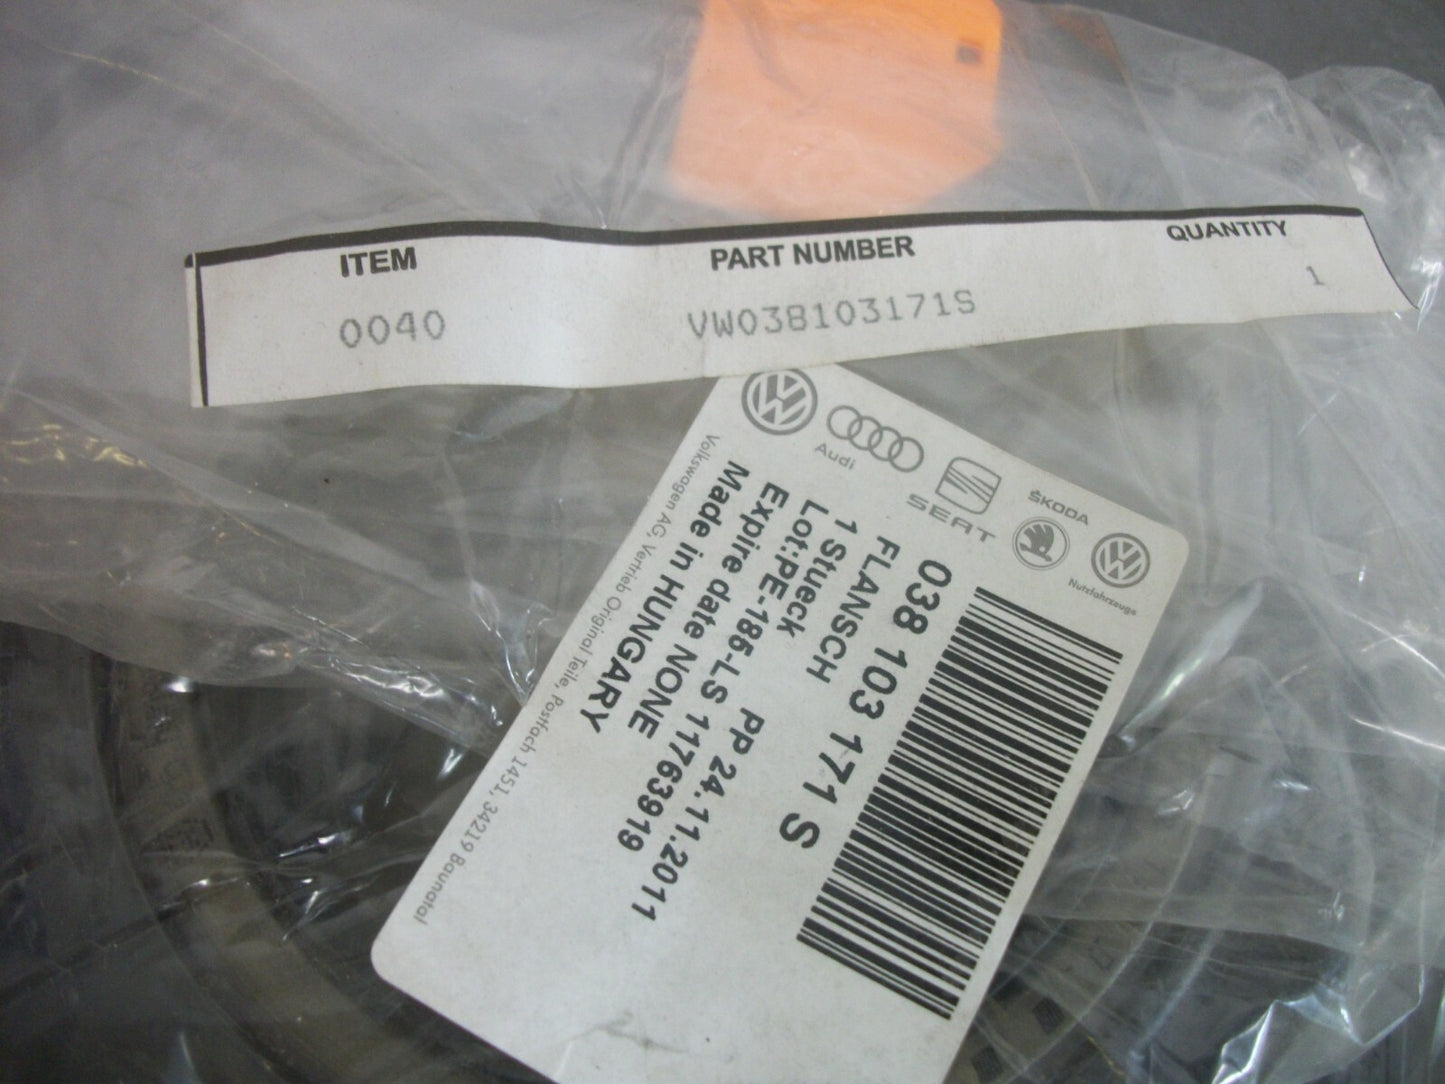 ITEM PART NUMBER QUANTITY
0040 VW038103171S 1
Audi
SEAT
ŠKODA
Nutzfahrzeuge
038 103 171 S
FLANSCH
1 Stueck PP 24.11.2011
Lot:PE-186-LS 11763919
Expire date NONE
Made in HUNGARY
Volkswagen AG, Vertrieb Original Teile, Postfach 1451, 34219 Baunatal